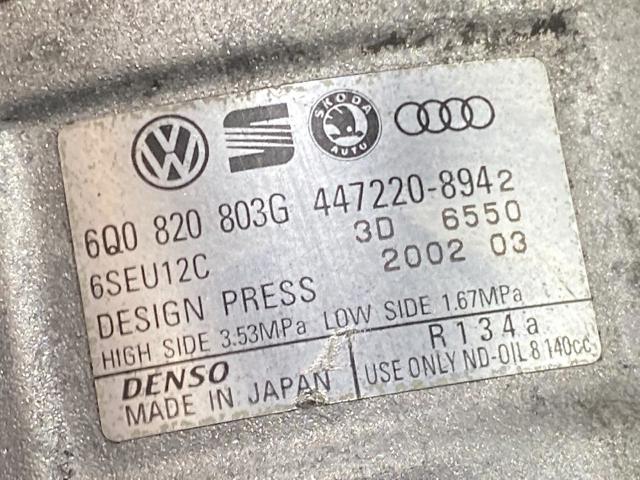 VW ŠKODA AUTO
6Q0 820 803G 447220-8942
6SEU12C 3D 6550
2002 03
DESIGN PRESS
HIGH SIDE 3.53MPa LOW SIDE 1.67MPa
R134a
DENSO USE ONLY ND-OIL 8 140cc
MADE IN JAPAN